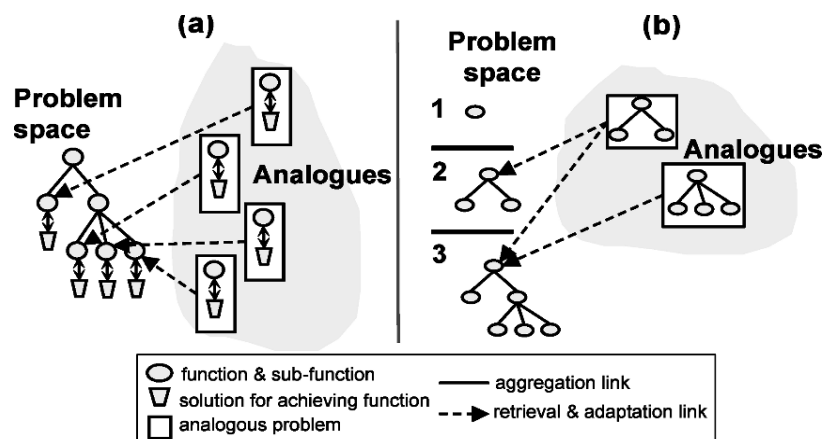 (a)
Problem
space
Analogues
(b)
Problem
space
1
2
3
Analogues
function & sub-function
solution for achieving function
analogous problem
aggregation link
retrieval & adaptation link